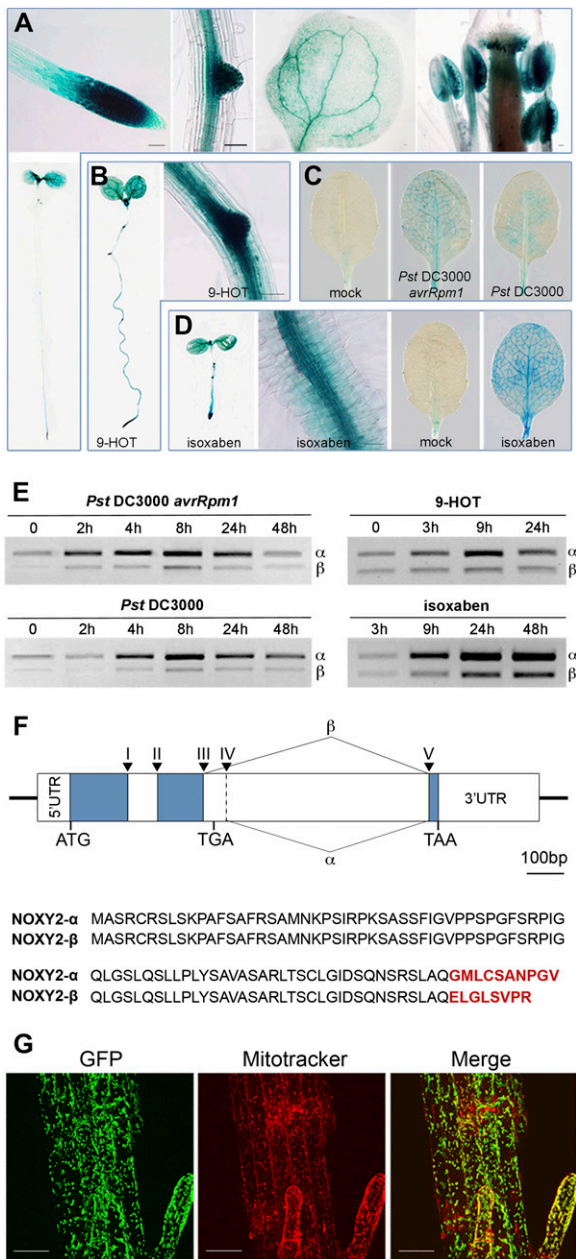 A
B
C
9-HOT
mock
Pst DC3000 avrRpm1
Pst DC3000
D
9-HOT
isoxaben
isoxaben
mock
isoxaben
E
Pst DC3000 avrRpm1
0 2h 4h 8h 24h 48h
α
β
9-HOT
0 3h 9h 24h
α
β
Pst DC3000
0 2h 4h 8h 24h 48h
α
β
isoxaben
3h 9h 24h 48h
α
β
F
β
I II III IV V
5'UTR
3'UTR
ATG TGA TAA
α
100bp
NOXY2-α MASRCRSLSKPAFSAFRSAMNKPSIRPKSASSFIGVPPSPGFSRPIG
NOXY2-β MASRCRSLSKPAFSAFRSAMNKPSIRPKSASSFIGVPPSPGFSRPIG
NOXY2-α QLGSLQSLLPLYSAVASARLTSCLGIDSQNSRSLAQGMLCSANPGV
NOXY2-β QLGSLQSLLPLYSAVASARLTSCLGIDSQNSRSLAQELGLSVPR
G
GFP Mitotracker Merge